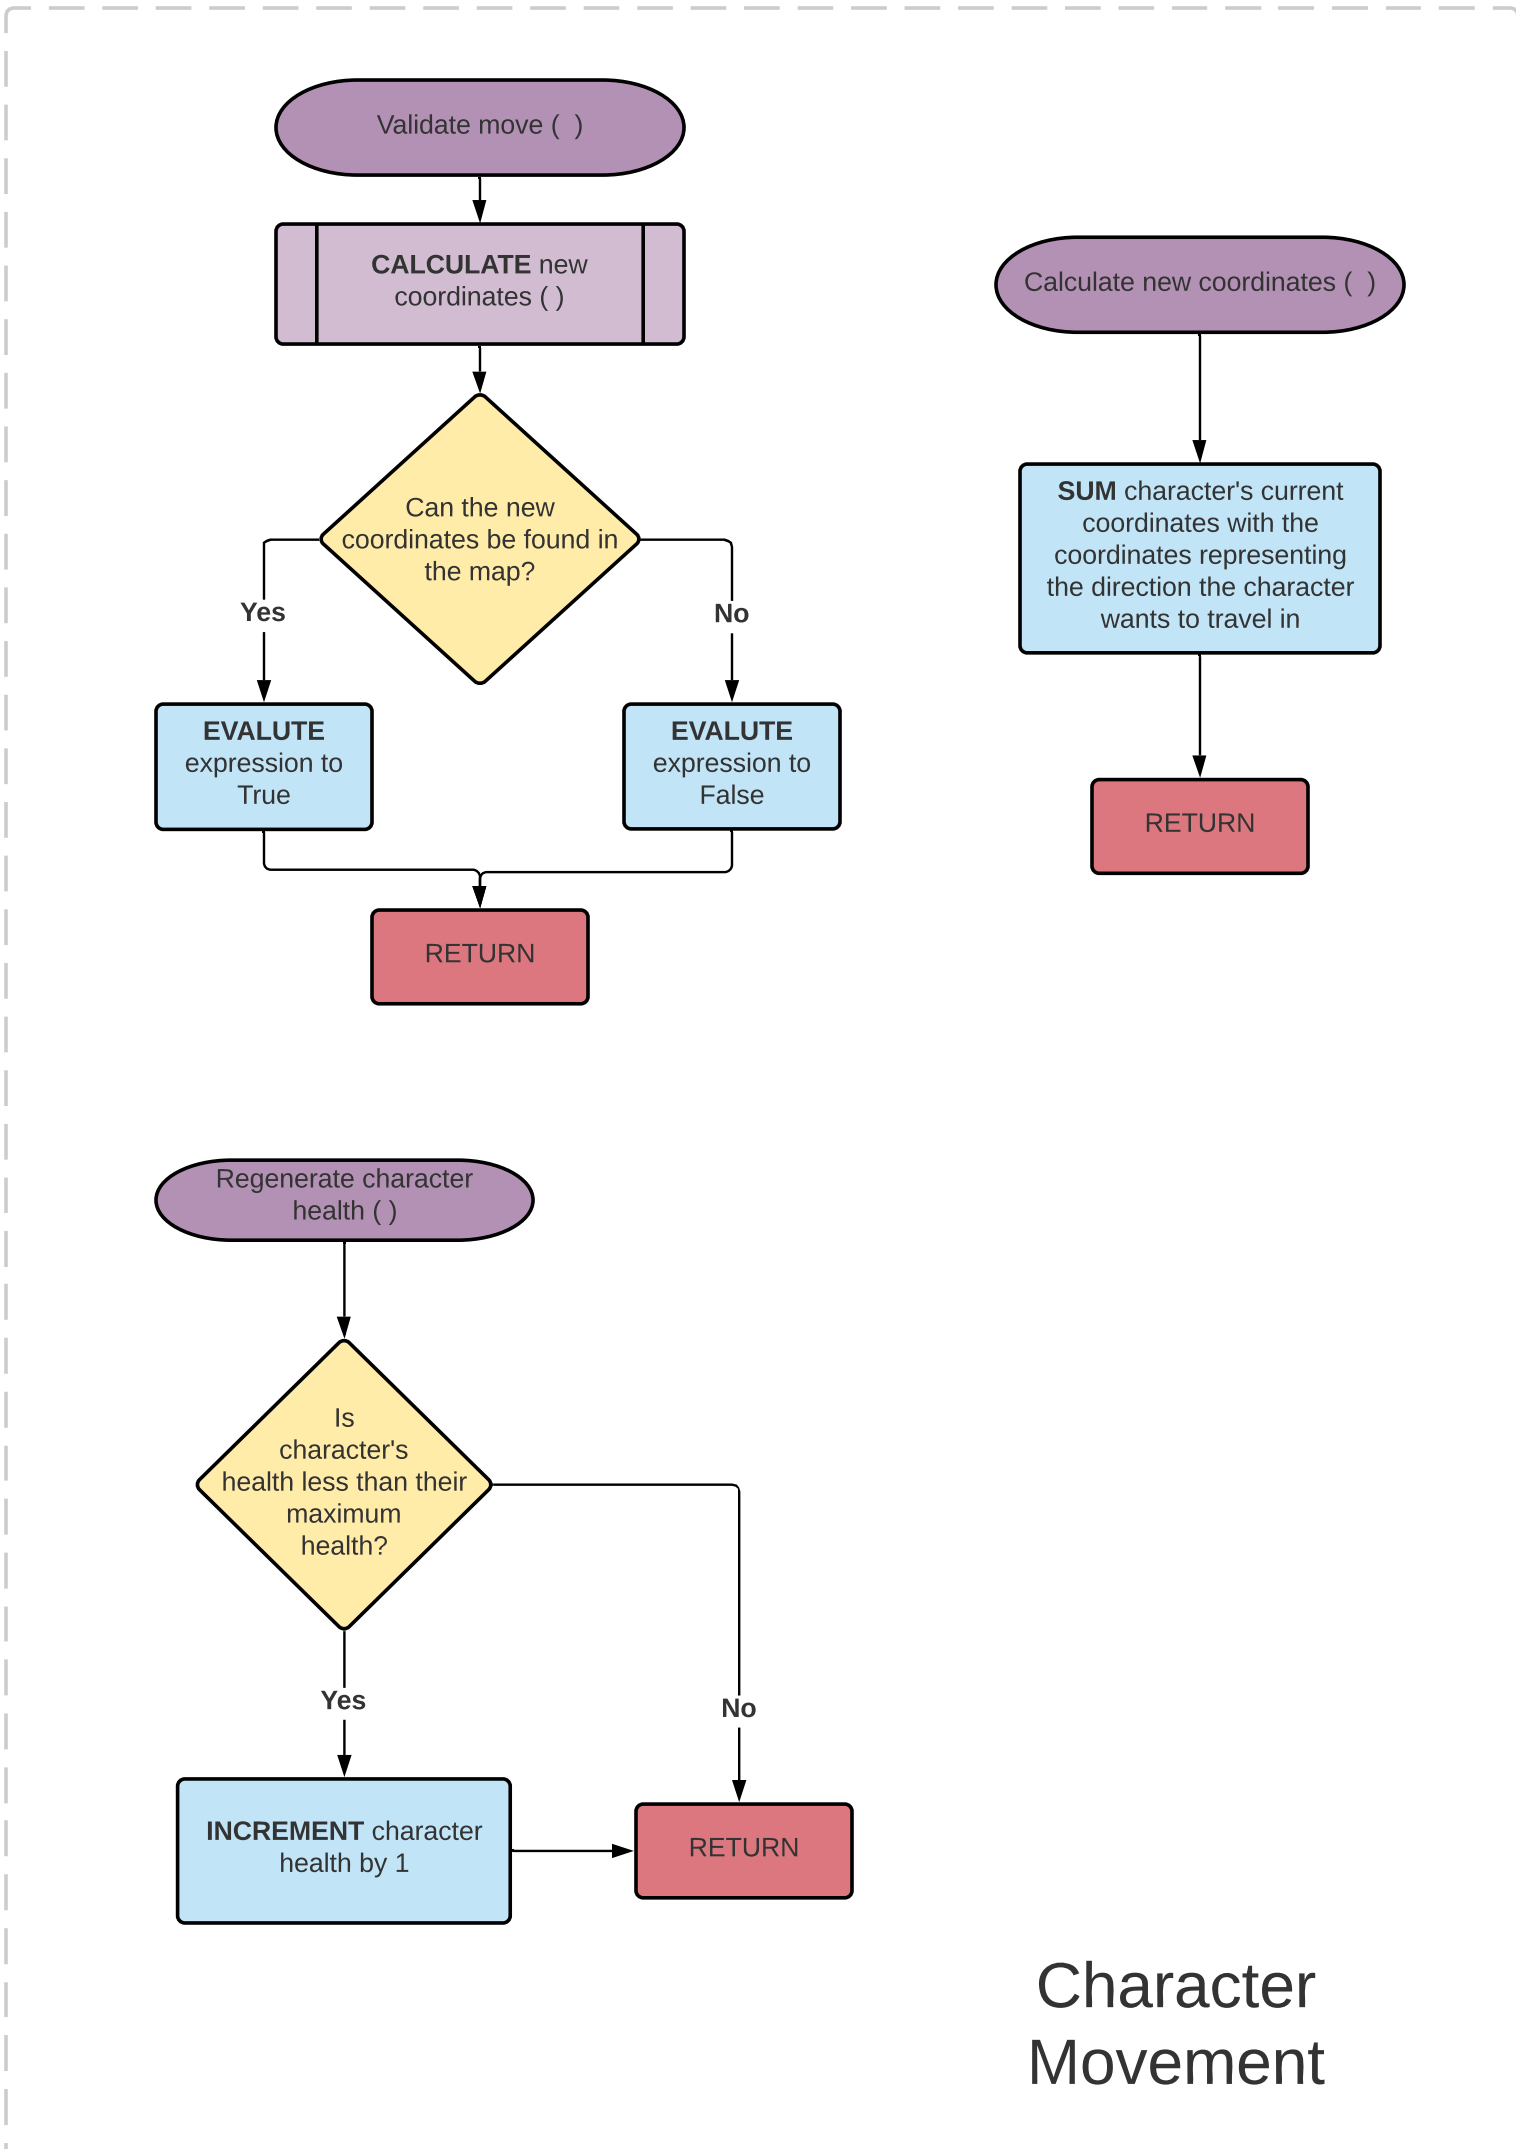 Validate move (  )
CALCULATE new
coordinates ( )
Can the new
coordinates be found in
the map?
Yes
No
EVALUTE
expression to
True
EVALUTE
expression to
False
RETURN
Calculate new coordinates (  )
SUM character's current
coordinates with the
coordinates representing
the direction the character
wants to travel in
RETURN
Regenerate character
health ( )
Is
character's
health less than their
maximum
health?
Yes
No
INCREMENT character
health by 1
RETURN
Character
Movement